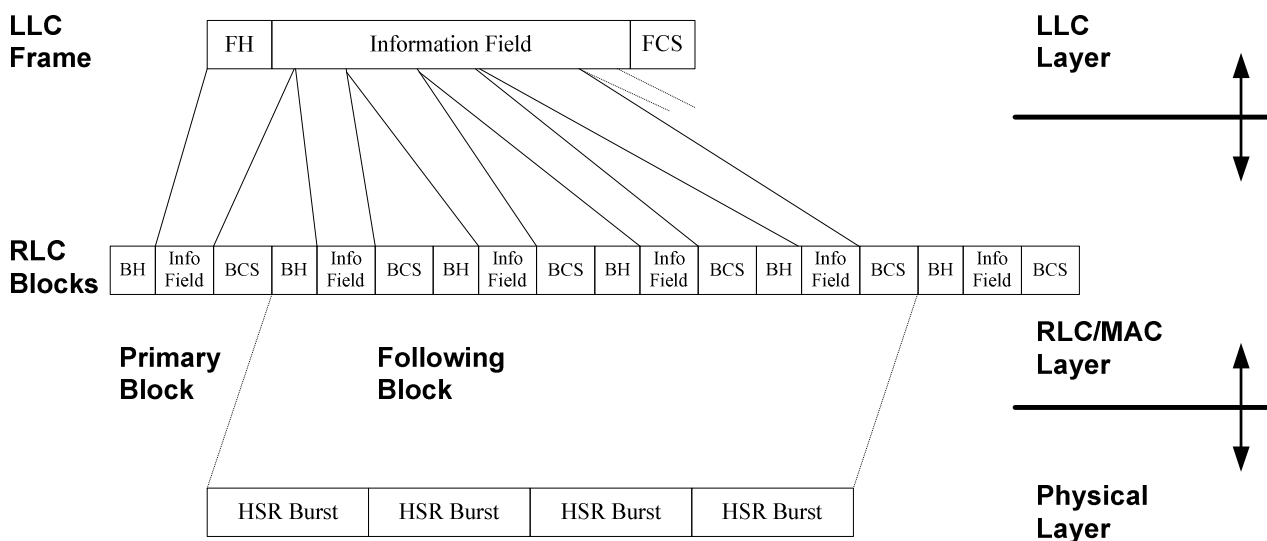 LLC
Frame
FH
Information Field
FCS
LLC
Layer
RLC
Blocks
BH
Info
Field
BCS
BH
Info
Field
BCS
BH
Info
Field
BCS
BH
Info
Field
BCS
BH
Info
Field
BCS
BH
Info
Field
BCS
Primary
Block
Following
Block
RLC/MAC
Layer
HSR Burst
HSR Burst
HSR Burst
HSR Burst
Physical
Layer